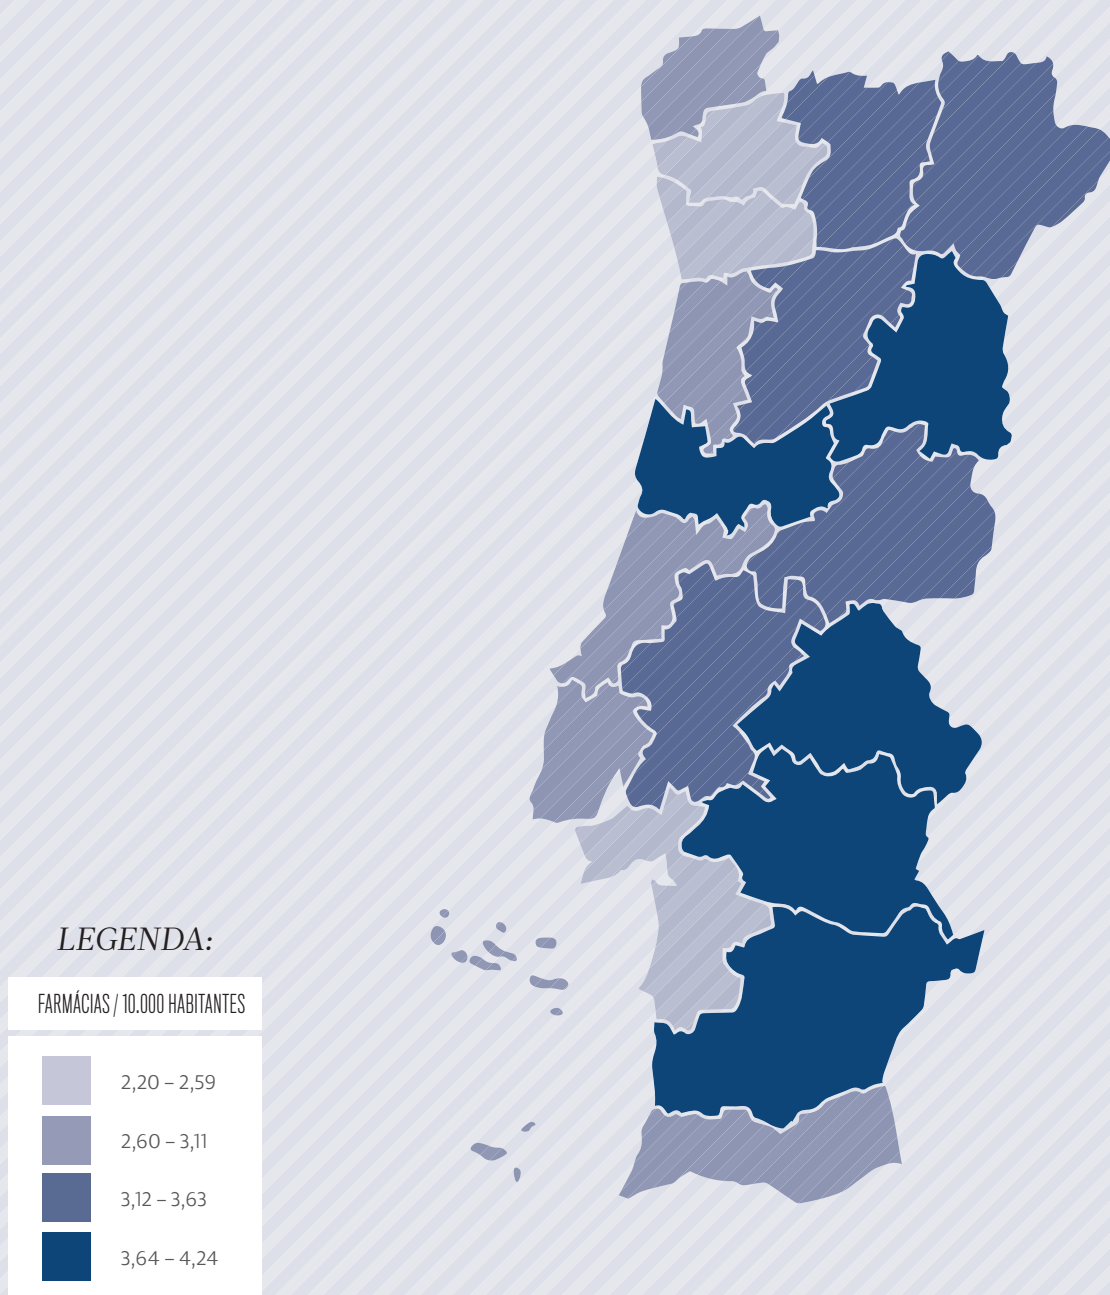 LEGENDA:
FARMÁCIAS / 10.000 HABITANTES
2,20 – 2,59
2,60 – 3,11
3,12 – 3,63
3,64 – 4,24